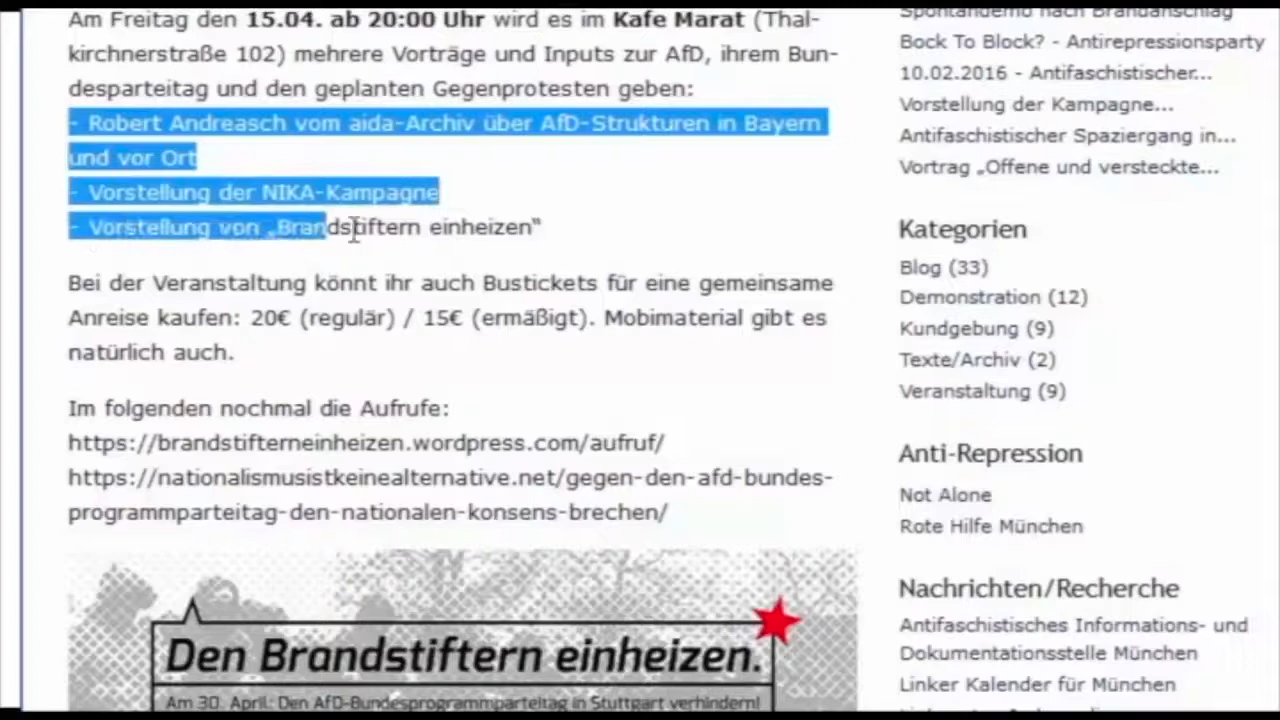 Am Freitag den 15.04. ab 20:00 Uhr wird es im Kafe Marat (Thal-
kirchnerstraße 102) mehrere Vorträge und Inputs zur AfD, ihrem Bun-
desparteitag und den geplanten Gegenprotesten geben:
- Robert Andreasch vom aida-Archiv über AfD-Strukturen in Bayern
und vor Ort
- Vorstellung der NIKA-Kampagne
- Vorstellung von „Brandstiftern einheizen“
Bei der Veranstaltung könnt ihr auch Bustickets für eine gemeinsame
Anreise kaufen: 20€ (regulär) / 15€ (ermäßigt). Mobimaterial gibt es
natürlich auch.
Im folgenden nochmal die Aufrufe:
https://brandstifterneinheizen.wordpress.com/aufruf/
https://nationalismusistkeinealternative.net/gegen-den-afd-bundes-
programmparteitag-den-nationalen-konsens-brechen/
Den Brandstiftern einheizen.
Am 30. April: Den AfD-Bundesprogrammparteitag in Stuttgart verhindern!
Spontandemo nach Brandanschlag
Bock To Block? - Antirepressionsparty
10.02.2016 - Antifaschistischer...
Vorstellung der Kampagne...
Antifaschistischer Spaziergang in...
Vortrag „Offene und versteckte...
Kategorien
Blog (33)
Demonstration (12)
Kundgebung (9)
Texte/Archiv (2)
Veranstaltung (9)
Anti-Repression
Not Alone
Rote Hilfe München
Nachrichten/Recherche
Antifaschistisches Informations- und
Dokumentationsstelle München
Linker Kalender für München